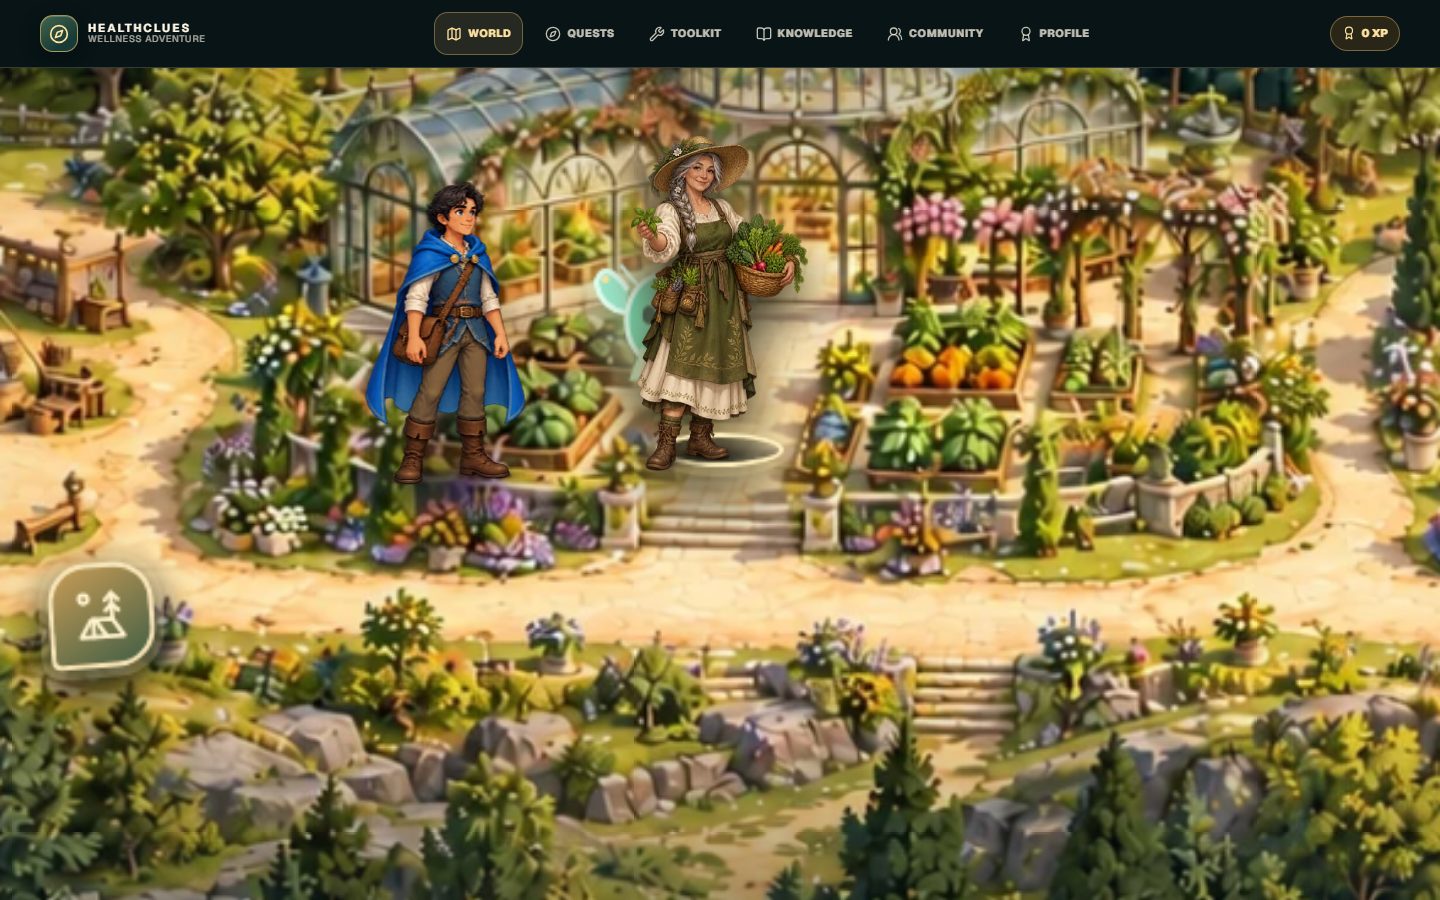 HEALTHCLUES
WELLNESS ADVENTURE
WORLD
QUESTS
TOOLKIT
KNOWLEDGE
COMMUNITY
PROFILE
0 XP